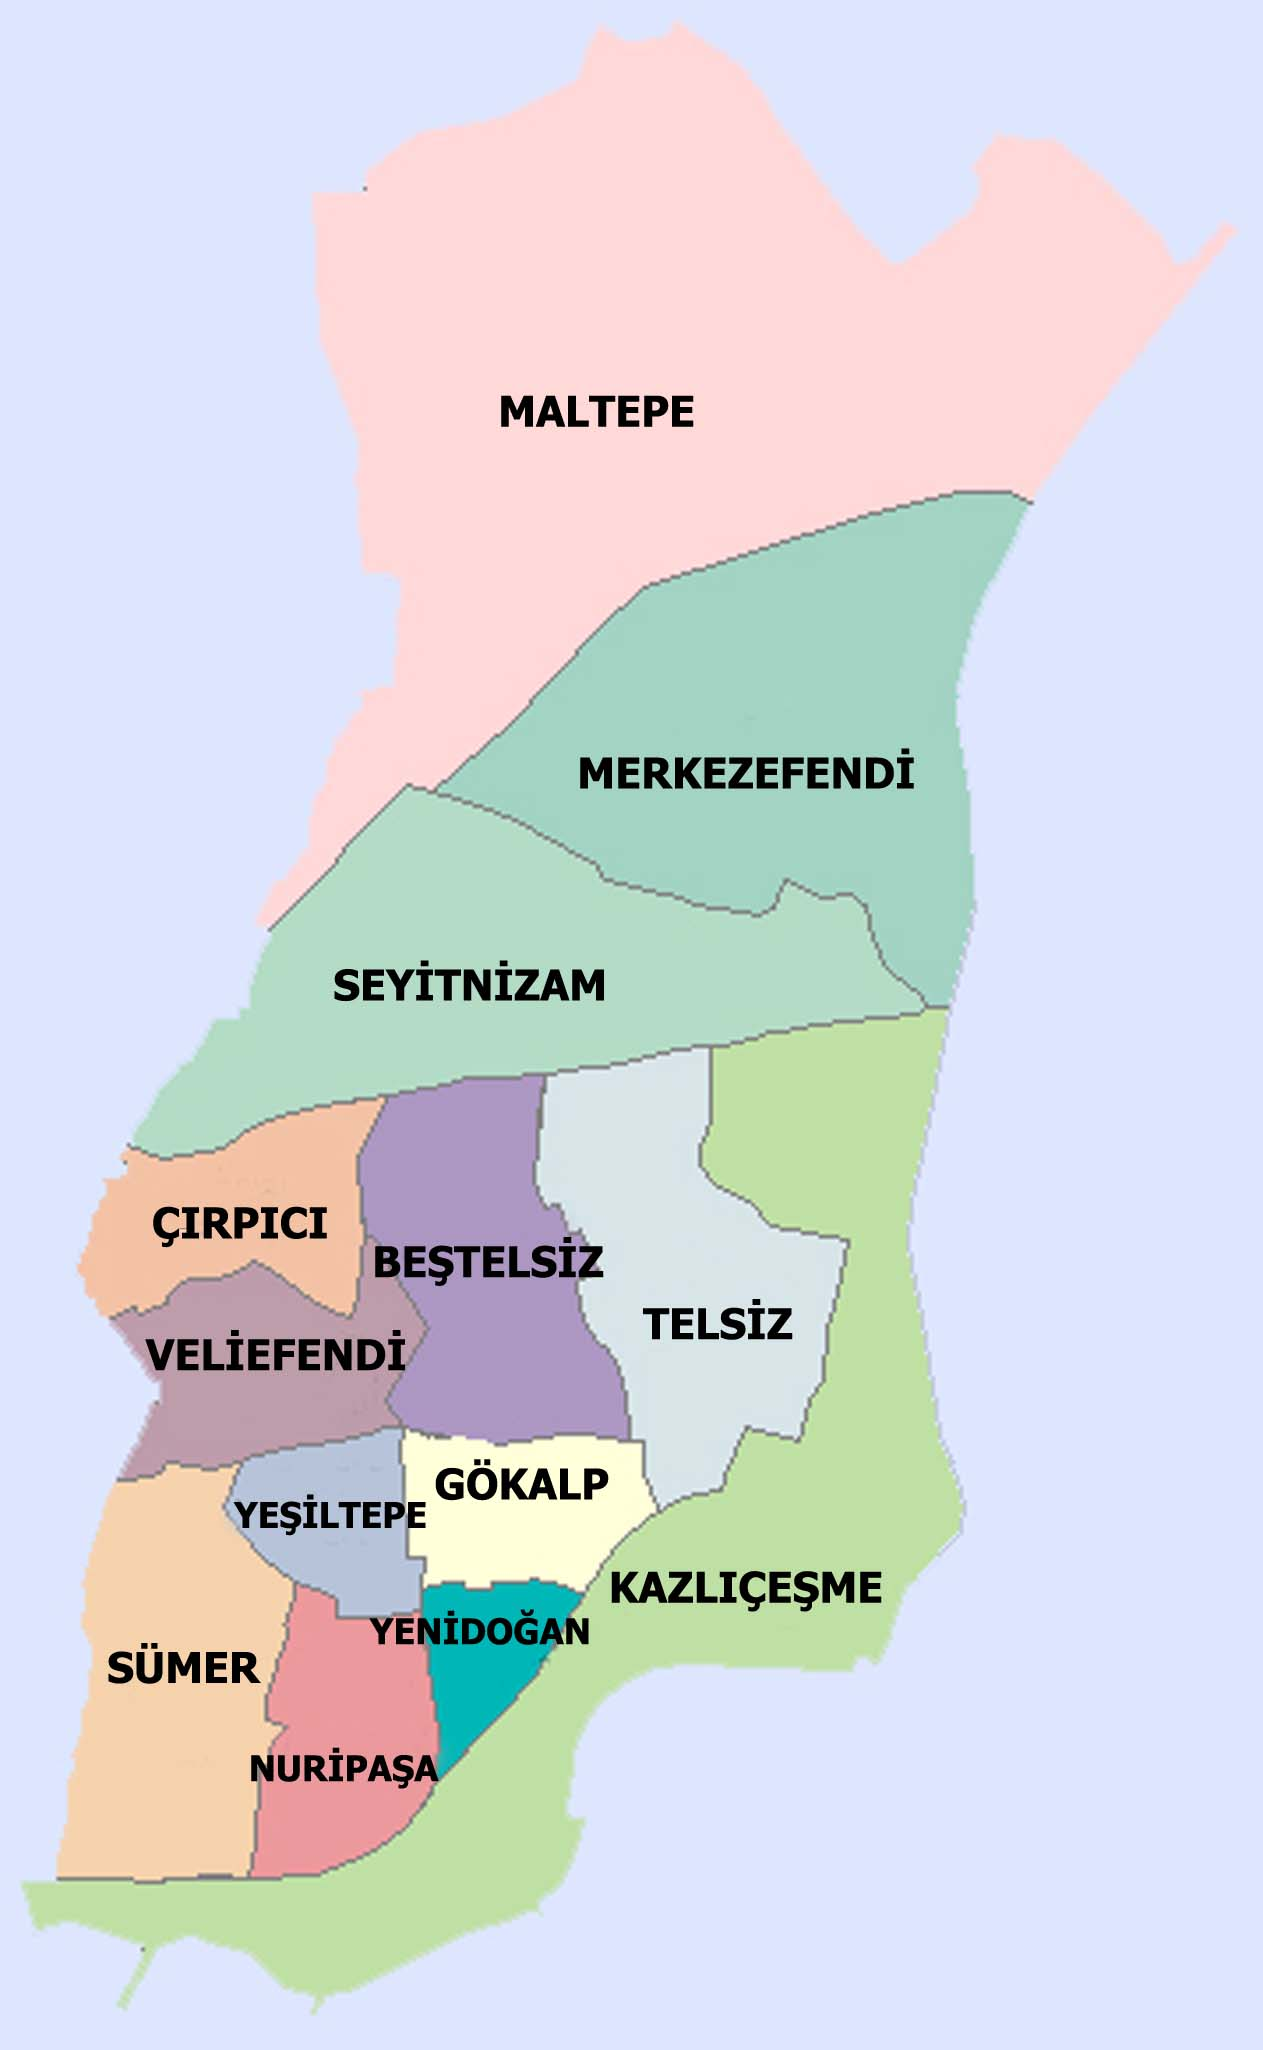 MALTEPE
MERKEZEFENDİ
SEYİTNİZAM
ÇIRPICI
BEŞTELSİZ
TELSİZ
VELİEFENDİ
GÖKALP
YEŞİLTEPE
KAZLIÇEŞME
YENİDOĞAN
SÜMER
NURİPAŞA